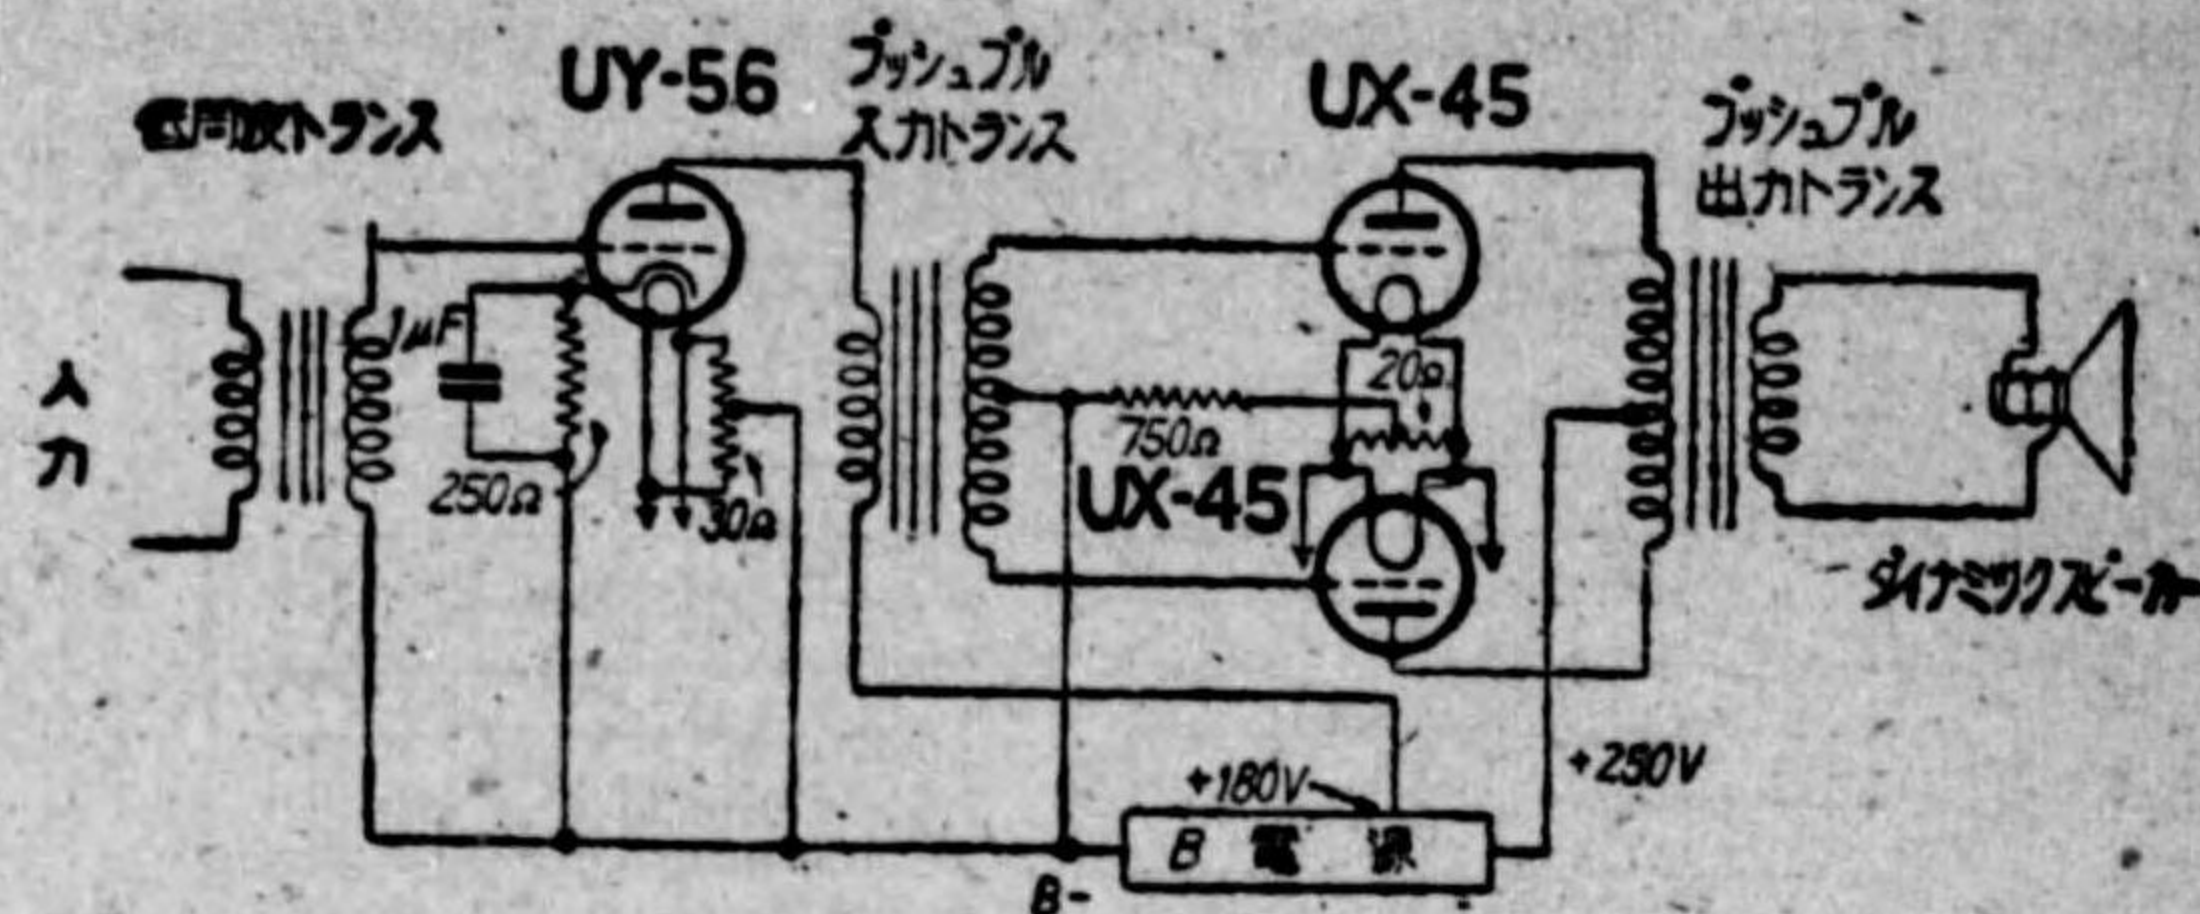 低周波トランス
UY-56
プッシュプル
入力トランス
UX-45
プッシュプル
出力トランス
入力
1μF
250Ω
30Ω
750Ω
20Ω
UX-45
ダイナミツクスピーカー
+180V
+250V
B 電 源
B-